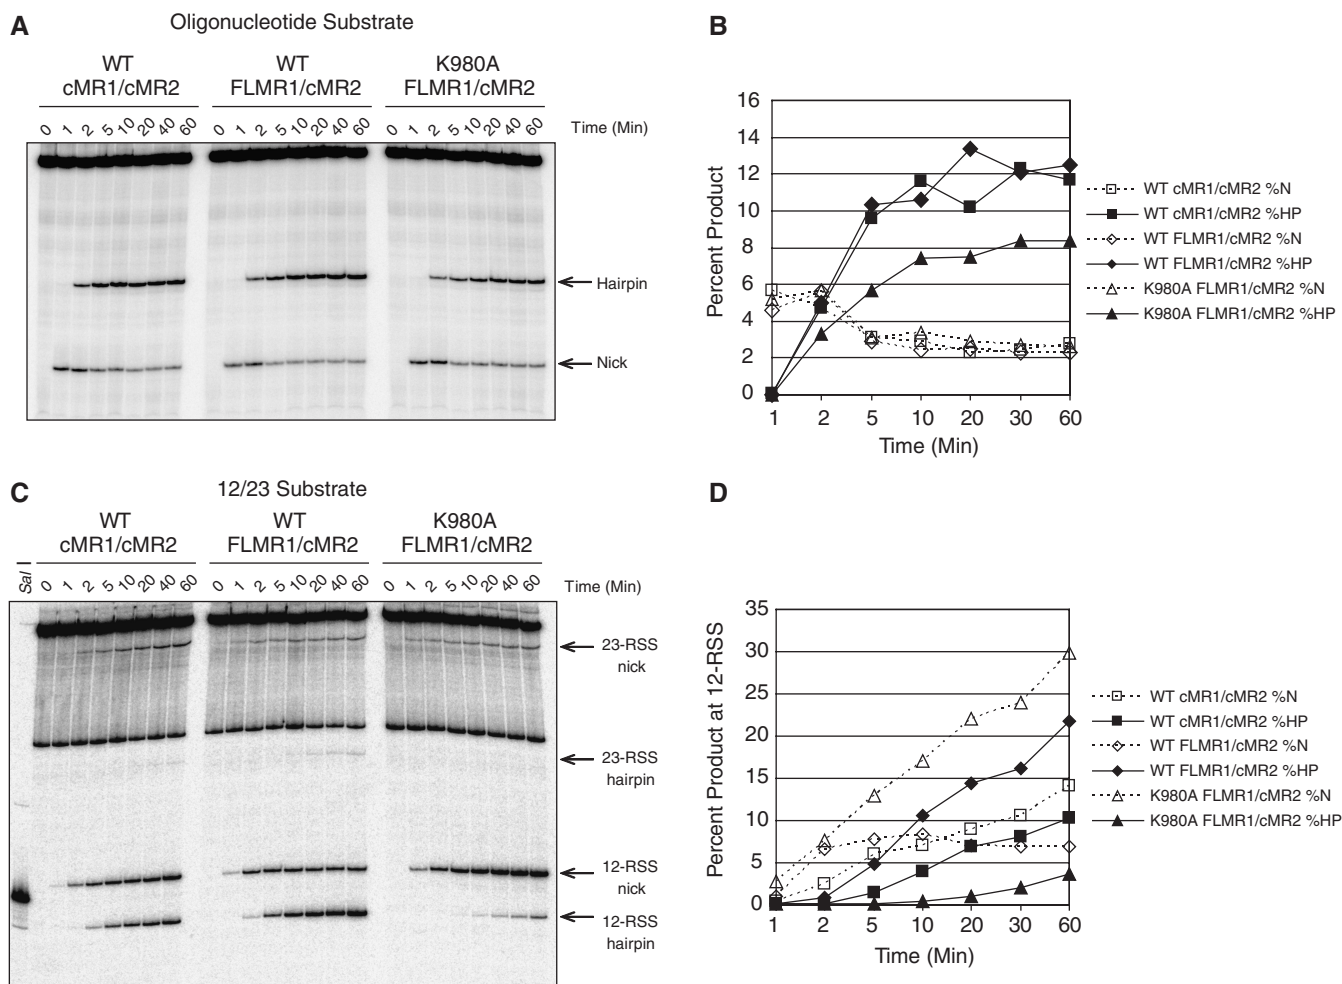 A
Oligonucleotide Substrate
WT
cMR1/cMR2
WT
FLMR1/cMR2
K980A
FLMR1/cMR2
0 1 2 5 10 20 40 60
0 1 2 5 10 20 40 60
0 1 2 5 10 20 40 60
Time (Min)
Hairpin
Nick
B
Percent Product
16
14
12
10
8
6
4
2
0
1 2 5 10 20 30 60
Time (Min)
WT cMR1/cMR2 %N
WT cMR1/cMR2 %HP
WT FLMR1/cMR2 %N
WT FLMR1/cMR2 %HP
K980A FLMR1/cMR2 %N
K980A FLMR1/cMR2 %HP
C
12/23 Substrate
WT
cMR1/cMR2
WT
FLMR1/cMR2
K980A
FLMR1/cMR2
Sal I
0 1 2 5 10 20 40 60
0 1 2 5 10 20 40 60
0 1 2 5 10 20 40 60
Time (Min)
23-RSS
nick
23-RSS
hairpin
12-RSS
nick
12-RSS
hairpin
D
Percent Product at 12-RSS
35
30
25
20
15
10
5
0
1 2 5 10 20 30 60
Time (Min)
WT cMR1/cMR2 %N
WT cMR1/cMR2 %HP
WT FLMR1/cMR2 %N
WT FLMR1/cMR2 %HP
K980A FLMR1/cMR2 %N
K980A FLMR1/cMR2 %HP